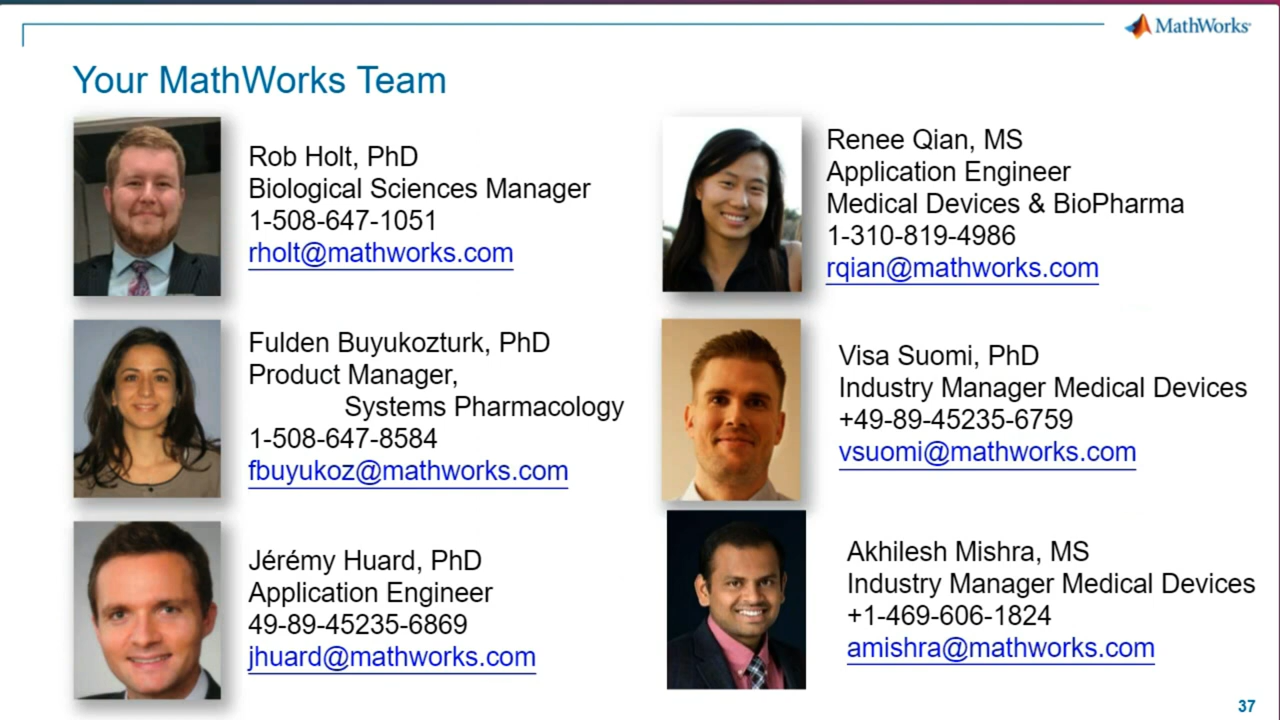 MathWorks
Your MathWorks Team
Rob Holt, PhD
Biological Sciences Manager
1-508-647-1051
rholt@mathworks.com
Fulden Buyukozturk, PhD
Product Manager,
Systems Pharmacology
1-508-647-8584
fbuyukoz@mathworks.com
Jérémy Huard, PhD
Application Engineer
49-89-45235-6869
jhuard@mathworks.com
Renee Qian, MS
Application Engineer
Medical Devices & BioPharma
1-310-819-4986
rqian@mathworks.com
Visa Suomi, PhD
Industry Manager Medical Devices
+49-89-45235-6759
vsuomi@mathworks.com
Akhilesh Mishra, MS
Industry Manager Medical Devices
+1-469-606-1824
amishra@mathworks.com
37